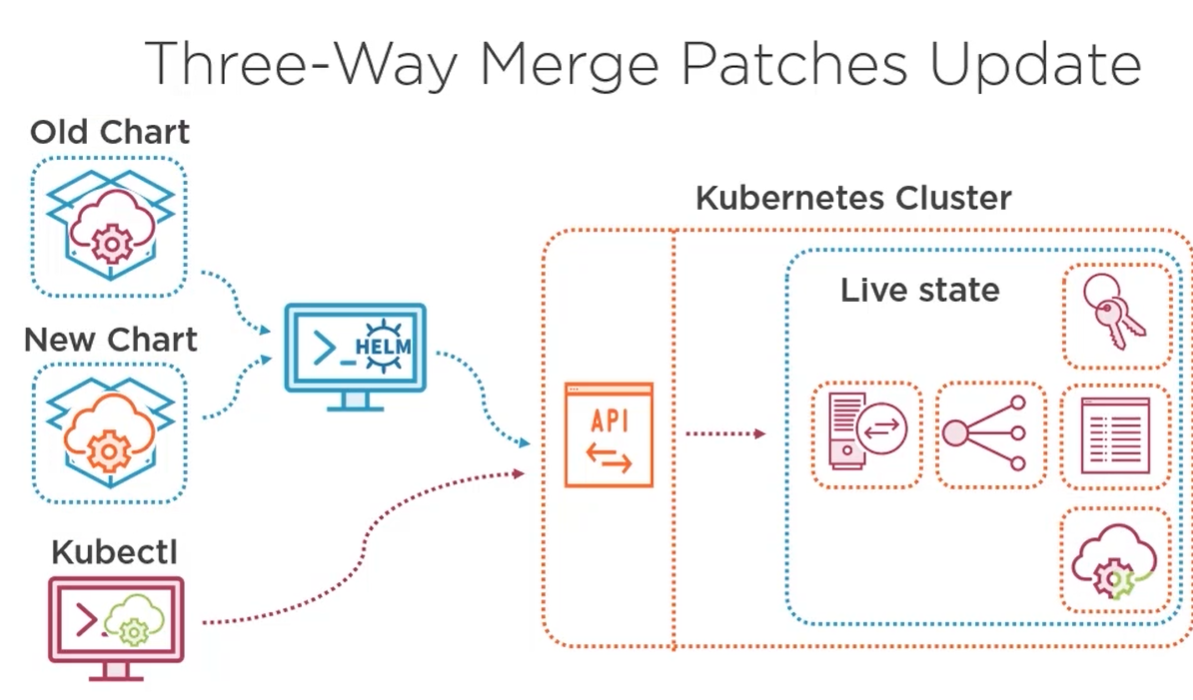 Three-Way Merge Patches Update
Old Chart
Kubernetes Cluster
Live state
New Chart
>_ HELM
API
Kubectl
>_